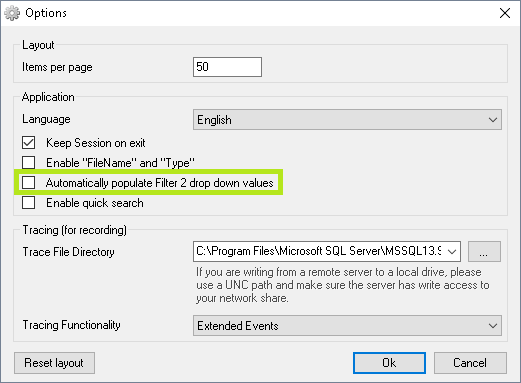 Options
Layout
Items per page 50
Application
Language English
Keep Session on exit
Enable "FileName" and "Type"
Automatically populate Filter 2 drop down values
Enable quick search
Tracing (for recording)
Trace File Directory C:\Program Files\Microsoft SQL Server\MSSQL13.S ...
If you are writing from a remote server to a local drive, please
use a UNC path and make sure the server has write access to
your network share.
Tracing Functionality Extended Events
Reset layout Ok Cancel